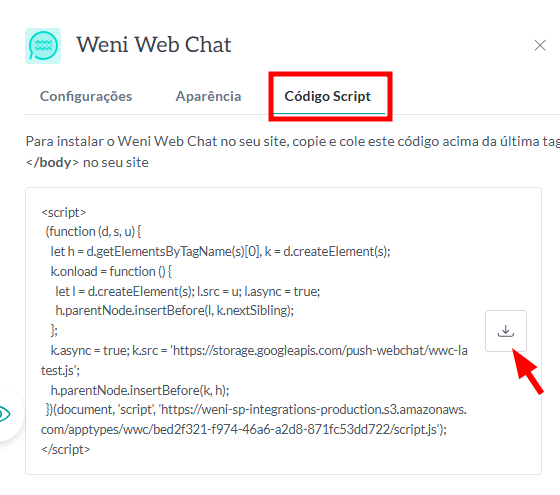 Weni Web Chat
Configurações
Aparência
Código Script
Para instalar o Weni Web Chat no seu site, copie e cole este código acima da última tag
</body> no seu site
<script>
(function (d, s, u) {
let h = d.getElementsByTagName(s)[0], k = d.createElement(s);
k.onload = function () {
let l = d.createElement(s); l.src = u; l.async = true;
h.parentNode.insertBefore(l, k.nextSibling);
};
k.async = true; k.src = 'https://storage.googleapis.com/push-webchat/wwc-la
test.js';
h.parentNode.insertBefore(k, h);
})(document, 'script', 'https://weni-sp-integrations-production.s3.amazonaws.
com/apptypes/wwc/bed2f321-f974-46a6-a2d8-871fc53dd722/script.js');
</script>